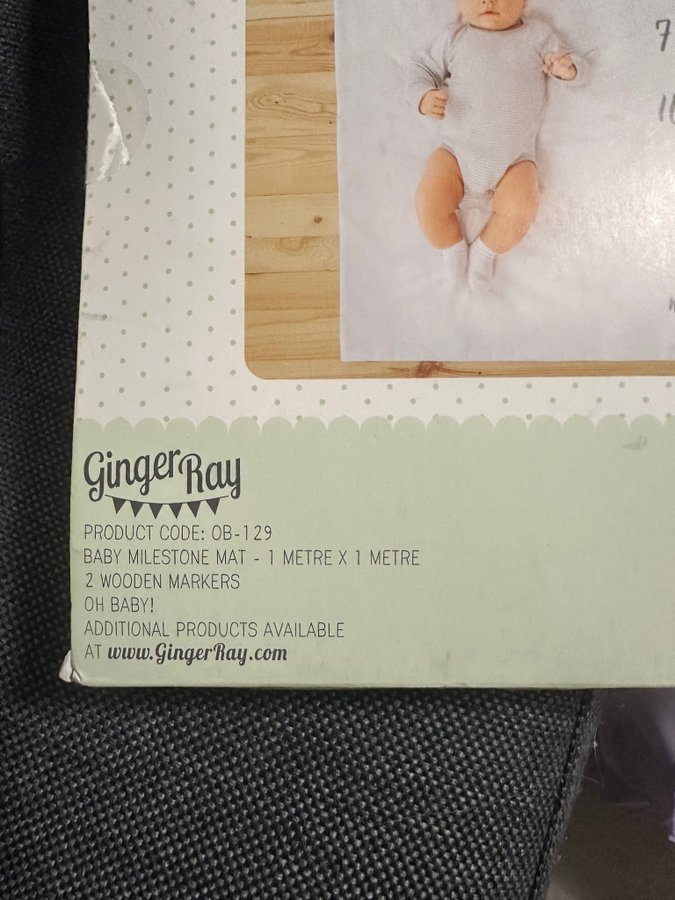 7
Ginger Ray
PRODUCT CODE: OB-129
BABY MILESTONE MAT - 1 METRE X 1 METRE
2 WOODEN MARKERS
OH BABY!
ADDITIONAL PRODUCTS AVAILABLE
AT www.GingerRay.com